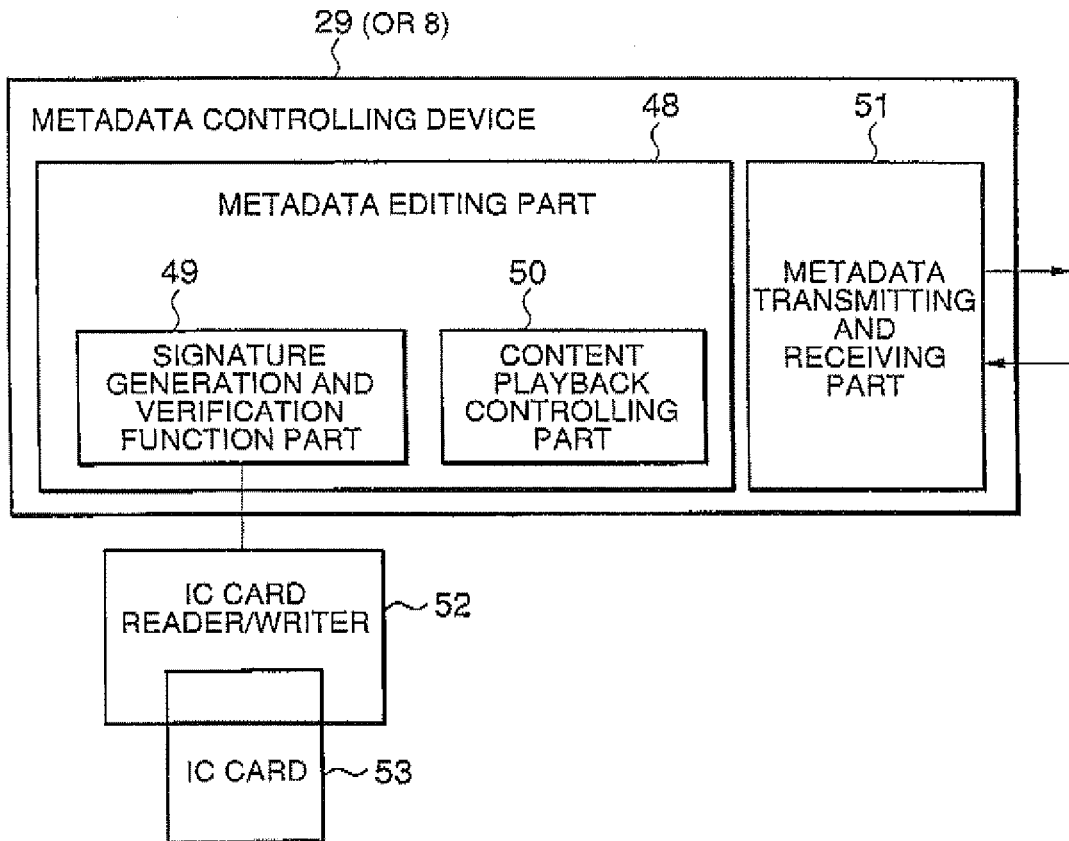 29 (OR 8)
METADATA CONTROLLING DEVICE
48
51
METADATA EDITING PART
49
50
SIGNATURE
GENERATION AND
VERIFICATION
FUNCTION PART
CONTENT
PLAYBACK
CONTROLLING
PART
METADATA
TRANSMITTING
AND
RECEIVING
PART
IC CARD
READER/WRITER
52
IC CARD
53